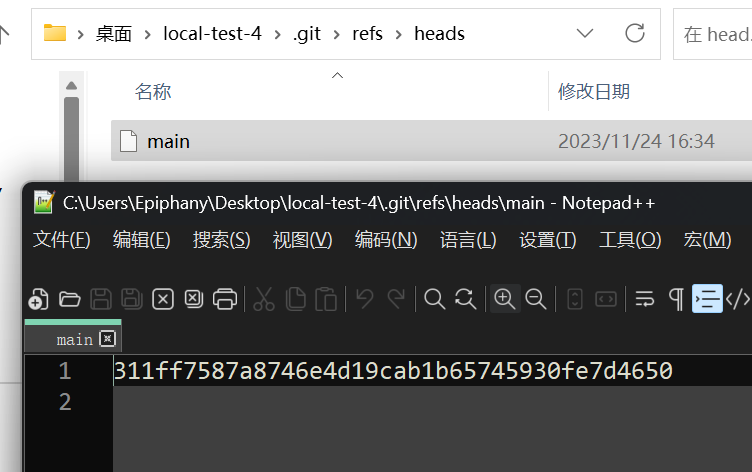 桌面 > local-test-4 > .git > refs > heads
在 head.
名称 修改日期
main 2023/11/24 16:34
C:\Users\Epiphany\Desktop\local-test-4\.git\refs\heads\main - Notepad++
文件(F) 编辑(E) 搜索(S) 视图(V) 编码(N) 语言(L) 设置(T) 工具(O) 宏(M)
main
1 311ff7587a8746e4d19cab1b65745930fe7d4650
2